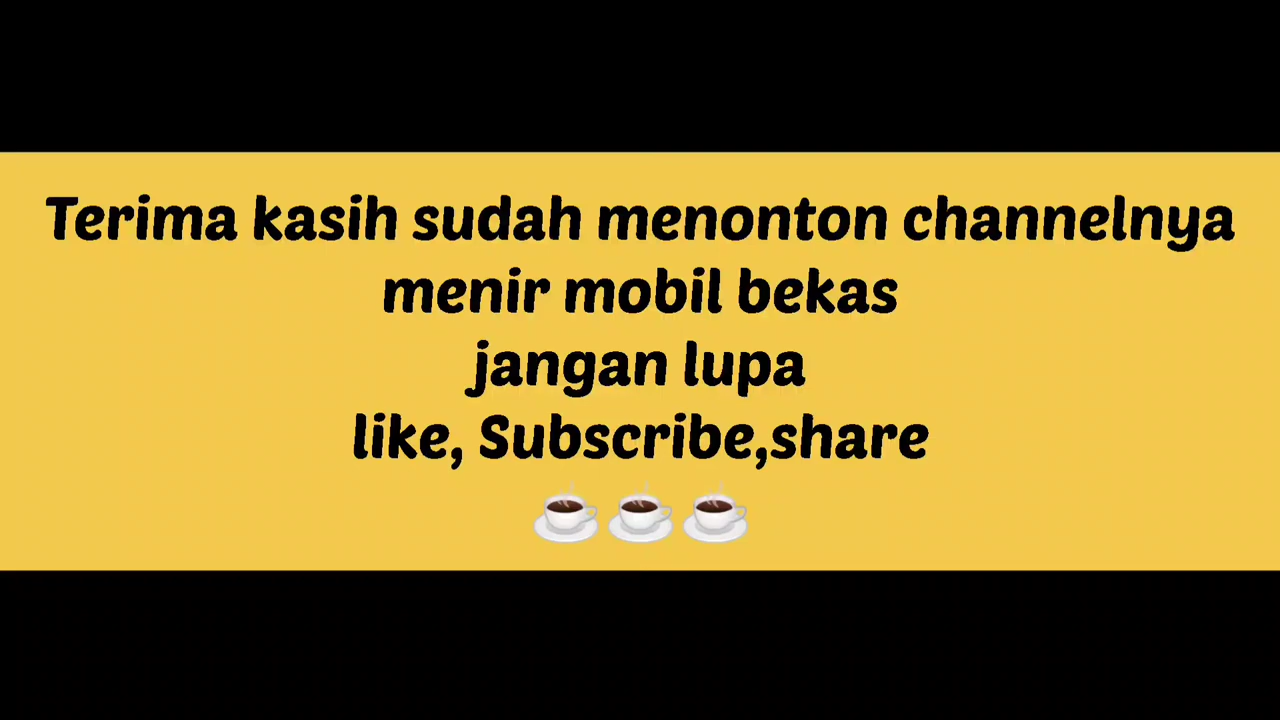 Terima kasih sudah menonton channelnya
menir mobil bekas
jangan lupa
like, Subscribe,share
☕☕☕